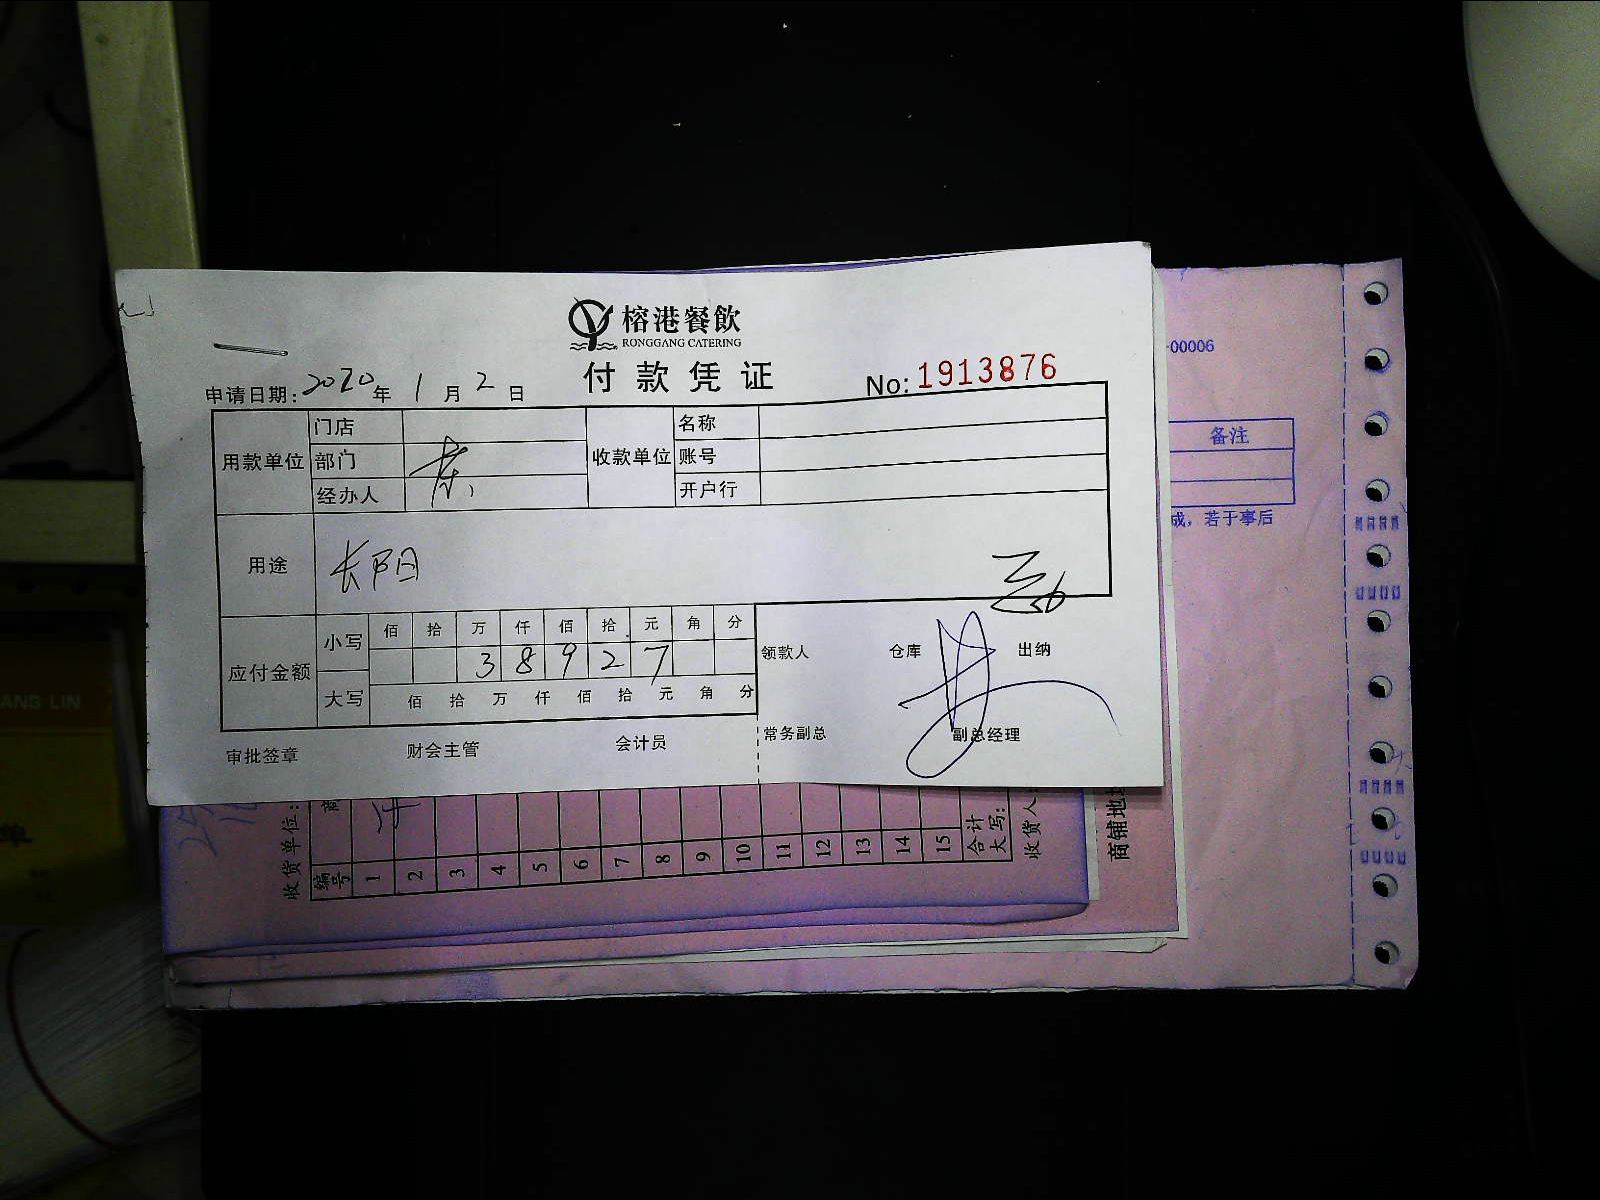 榕港餐飲
RONGGANG CATERING
付款凭证
No: 1913876
申请日期: 2020 年 1 月 2 日
用款单位
门店
部门
经办人
收款单位
名称
账号
开户行
用途
长阳
应付金额
小写
佰 拾 万 仟 佰 拾 元 角 分
3 8 9 2 7
大写
佰 拾 万 仟 佰 拾 元 角 分
领款人 仓库 出纳
常务副总 副总经理
审批签章 财会主管 会计员
-00006
备注
成，若于事后
收货单位：
编号
1 2 3 4 5 6 7 8 9 10 11 12 13 14 15
合计
大写：
收货人：
商铺地址
ANG LIN
单